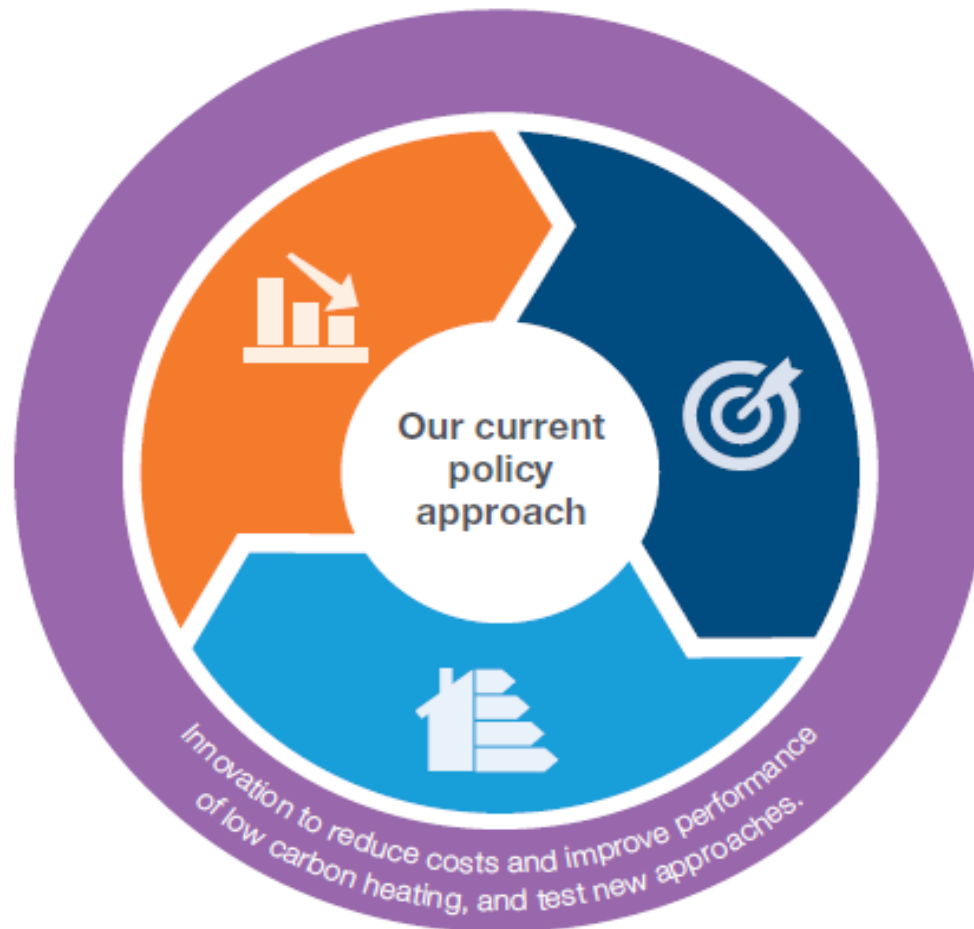 Our current
policy
approach
Innovation to reduce costs and improve performance
of low carbon heating, and test new approaches.